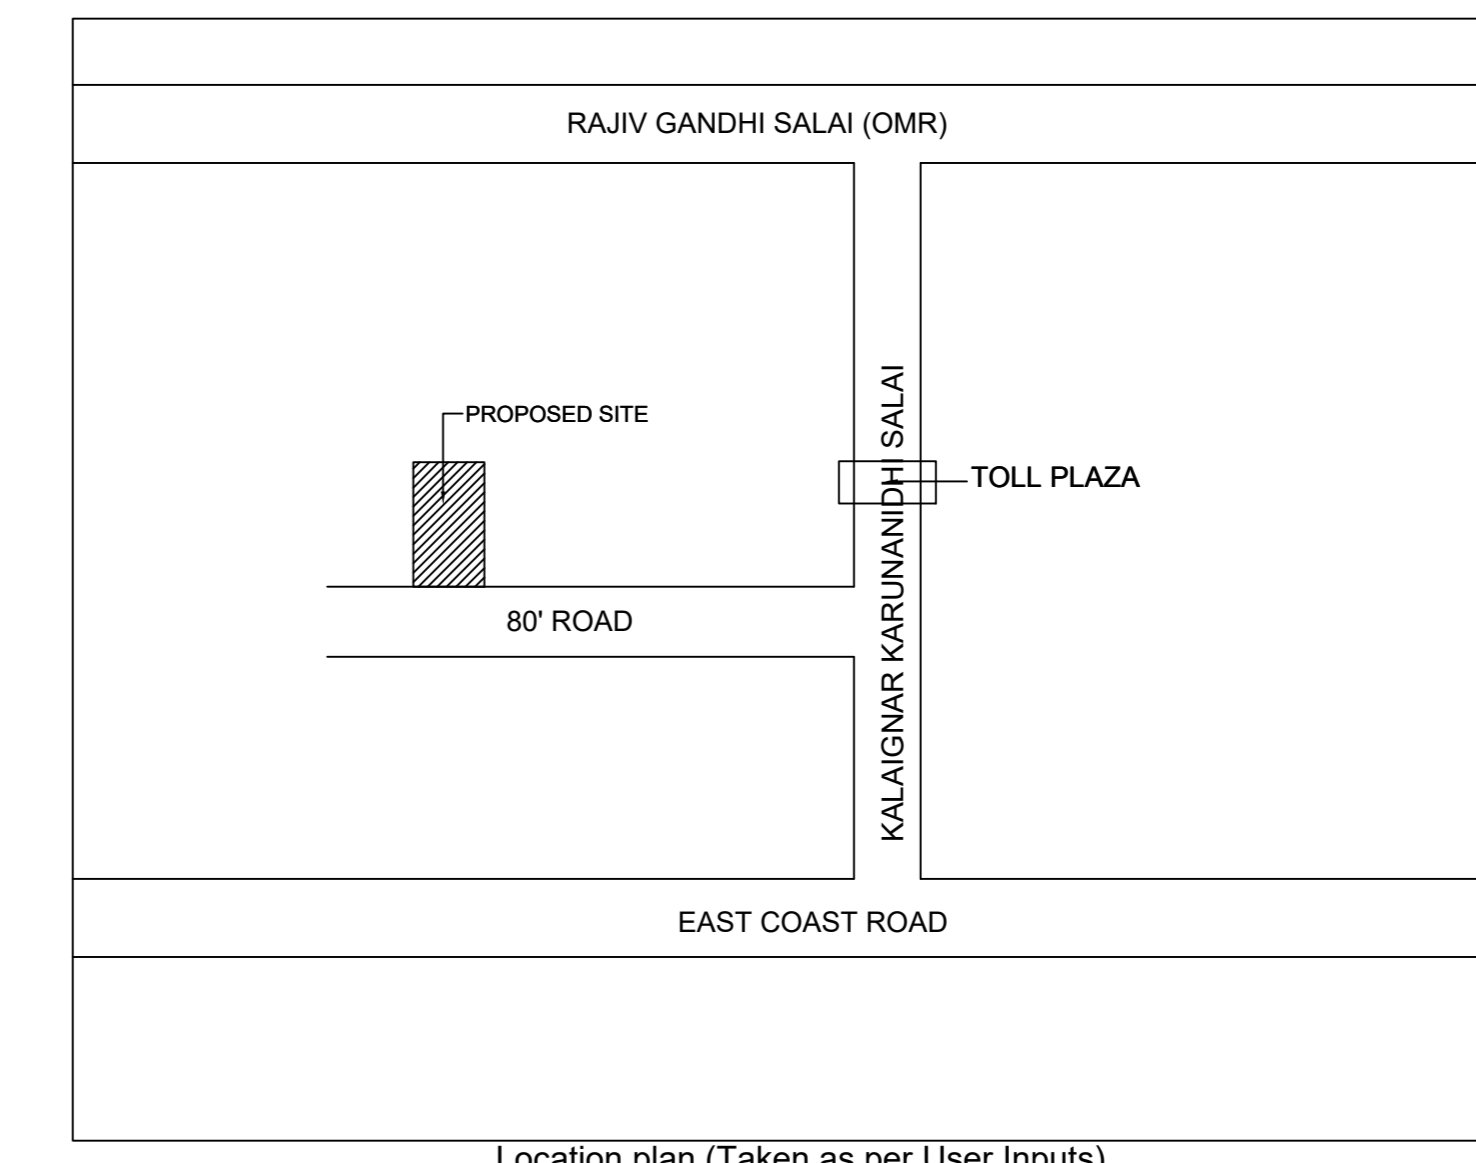 RAJIV GANDHI SALAI (OMR)
PROPOSED SITE
KALAIGNAR KARUNANIDHI SALAI
TOLL PLAZA
80' ROAD
EAST COAST ROAD
Location plan (Taken as per User Inputs)